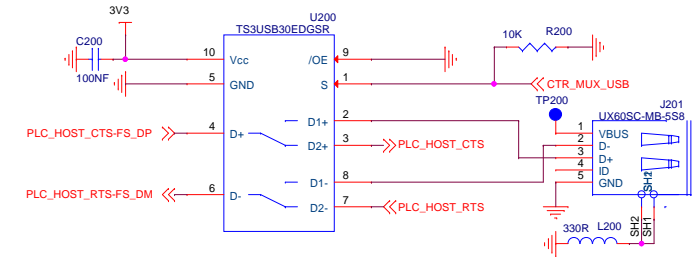 3V3
U200
TS3USB30EDGSR
C200
100NF
10 Vcc
5 GND
/OE 9
S 1
10K R200
CTR_MUX_USB
PLC_HOST_CTS-FS_DP 4 D+
D1+ 2
D2+ 3 PLC_HOST_CTS
PLC_HOST_RTS-FS_DM 6 D-
D1- 8
D2- 7 PLC_HOST_RTS
TP200
J201
UX60SC-MB-5S8
1 VBUS
2 D-
3 D+
4 ID
5 GND
SH2
SH2
SH1
330R L200